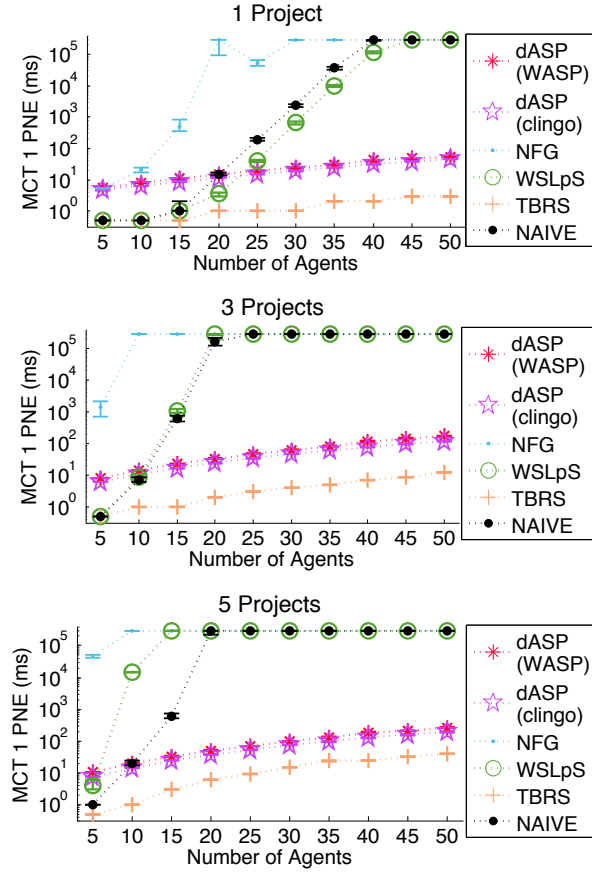 1 Project
MCT 1 PNE (ms)
10^5
10^4
10^3
10^2
10^1
10^0
5 10 15 20 25 30 35 40 45 50
Number of Agents
dASP
(WASP)
dASP
(clingo)
NFG
WSLpS
TBRS
NAIVE
3 Projects
MCT 1 PNE (ms)
10^5
10^4
10^3
10^2
10^1
10^0
5 10 15 20 25 30 35 40 45 50
Number of Agents
dASP
(WASP)
dASP
(clingo)
NFG
WSLpS
TBRS
NAIVE
5 Projects
MCT 1 PNE (ms)
10^5
10^4
10^3
10^2
10^1
10^0
5 10 15 20 25 30 35 40 45 50
Number of Agents
dASP
(WASP)
dASP
(clingo)
NFG
WSLpS
TBRS
NAIVE